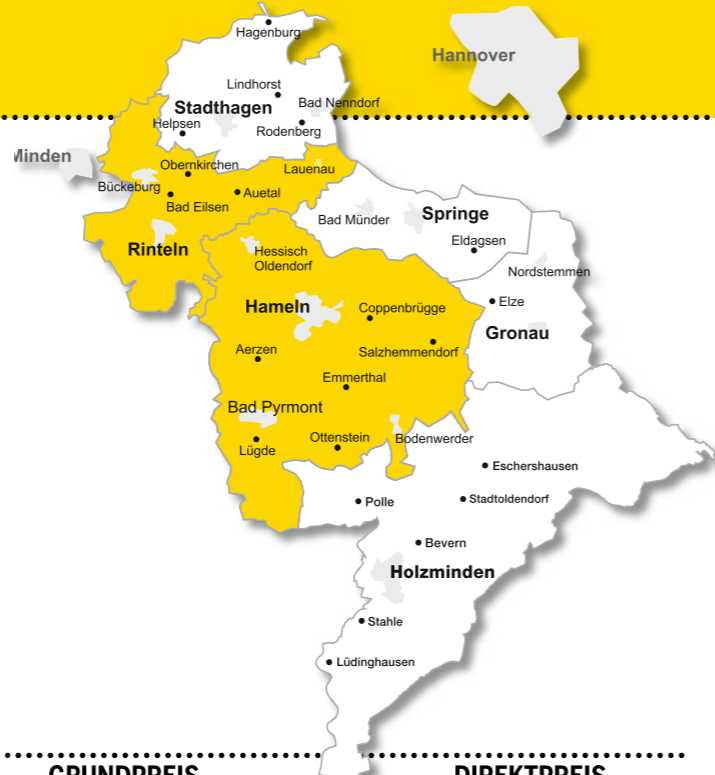 Hagenburg
Hannover
Lindhorst
Stadthagen
Bad Nenndorf
Helpsen
Rodenberg
Minden
Obernkirchen
Lauenau
Bückeburg
Auetal
Bad Eilsen
Bad Münder
Springe
Rinteln
Eldagsen
Hessisch
Oldendorf
Nordstemmen
Hameln
Coppenbrügge
Elze
Gronau
Aerzen
Salzhemmendorf
Emmerthal
Bad Pyrmont
Ottenstein
Bodenwerder
Lügde
Eschershausen
Polle
Stadtoldendorf
Bevern
Holzminden
Stahle
Lüdinghausen
GRUNDPREIS
DIREKTPREIS